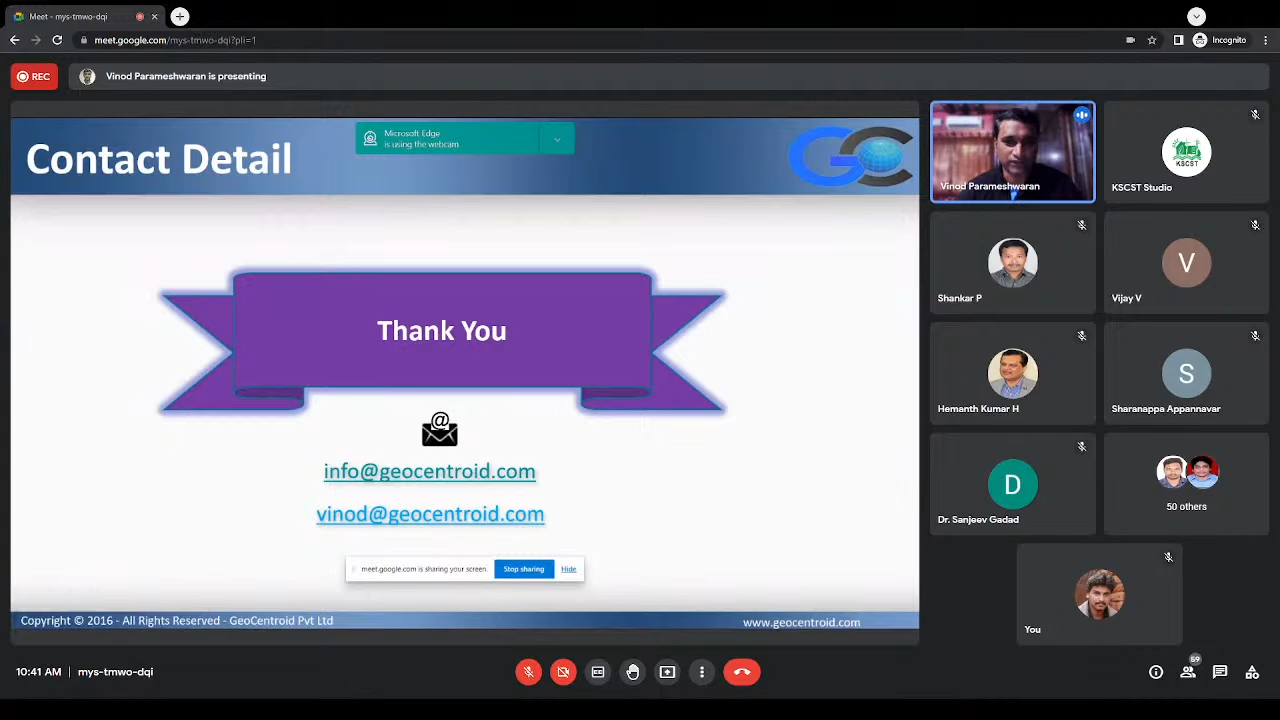 Meet - mys-tmwo-dqi
meet.google.com/mys-tmwo-dqi?pli=1
Incognito
REC
Vinod Parameshwaran is presenting
Contact Detail
Microsoft Edge
is using the webcam
GC
Thank You
@
info@geocentroid.com
vinod@geocentroid.com
meet.google.com is sharing your screen.
Stop sharing
Hide
Copyright © 2016 - All Rights Reserved - GeoCentroid Pvt Ltd
www.geocentroid.com
Vinod Parameshwaran
KSCST
KSCST Studio
Shankar P
V
Vijay V
Hemanth Kumar H
S
Sharanappa Appannavar
D
Dr. Sanjeev Gadad
50 others
You
10:41 AM | mys-tmwo-dqi
59